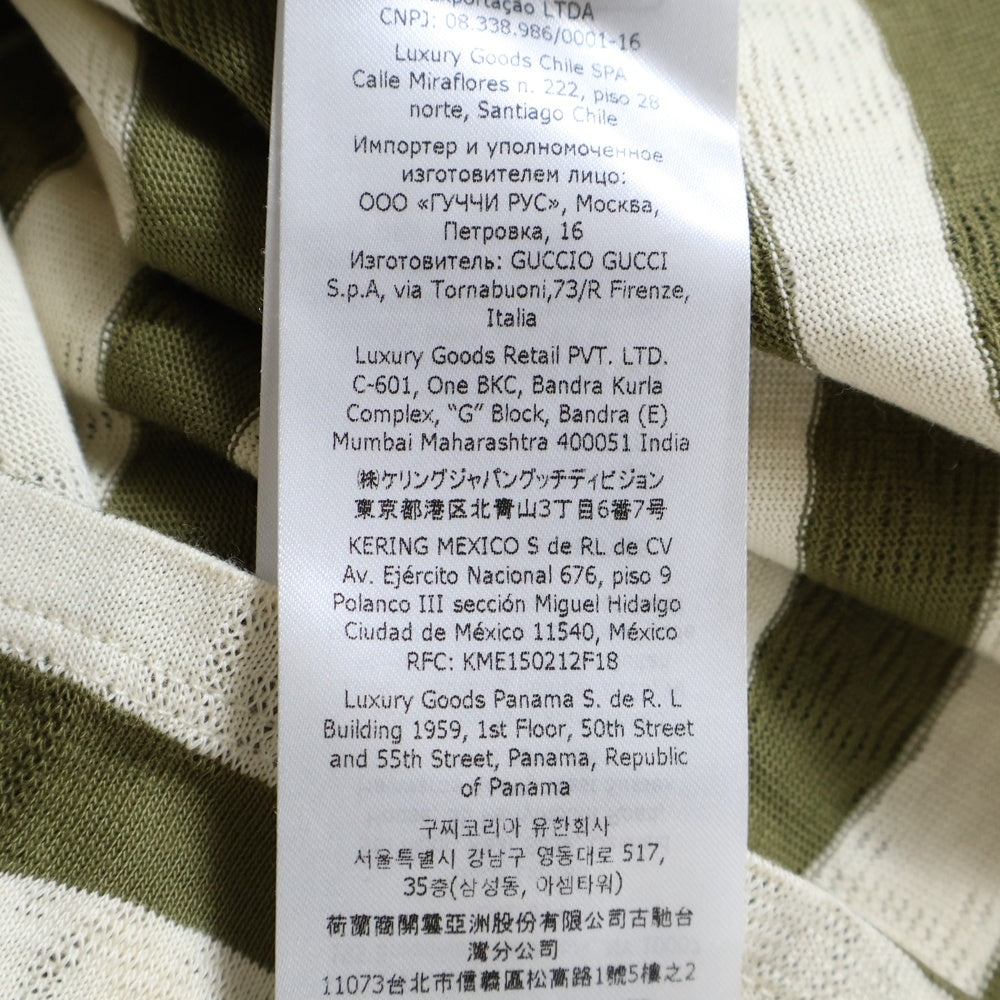 Exportação LTDA
CNPJ: 08.338.986/0001-16
Luxury Goods Chile SPA
Calle Miraflores n. 222, piso 28
norte, Santiago Chile
Импортер и уполномоченное
изготовителем лицо:
ООО «ГУЧЧИ РУС», Москва,
Петровка, 16
Изготовитель: GUCCIO GUCCI
S.p.A, via Tornabuoni,73/R Firenze,
Italia
Luxury Goods Retail PVT. LTD.
C-601, One BKC, Bandra Kurla
Complex, “G” Block, Bandra (E)
Mumbai Maharashtra 400051 India
㈱ケリングジャパングッチディビジョン
東京都港区北青山3丁目6番7号
KERING MEXICO S de RL de CV
Av. Ejército Nacional 676, piso 9
Polanco III sección Miguel Hidalgo
Ciudad de México 11540, México
RFC: KME150212F18
Luxury Goods Panama S. de R. L
Building 1959, 1st Floor, 50th Street
and 55th Street, Panama, Republic
of Panama
구찌코리아 유한회사
서울특별시 강남구 영동대로 517,
35층(삼성동, 아셈타워)
荷蘭商開雲亞洲股份有限公司古馳台
灣分公司
11073台北市信義區松高路1號5樓之2